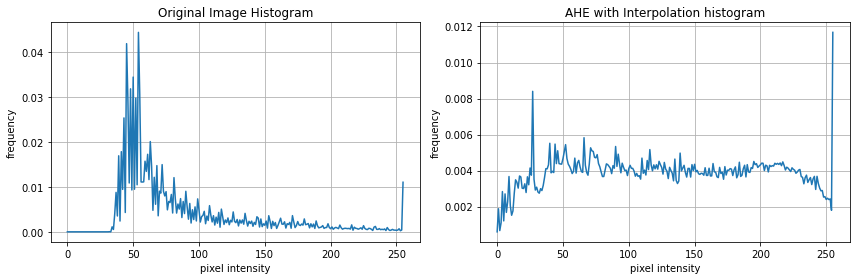 Original Image Histogram
frequency
0.04
0.03
0.02
0.01
0.00
0 50 100 150 200 250
pixel intensity
AHE with Interpolation histogram
frequency
0.012
0.010
0.008
0.006
0.004
0.002
0 50 100 150 200 250
pixel intensity